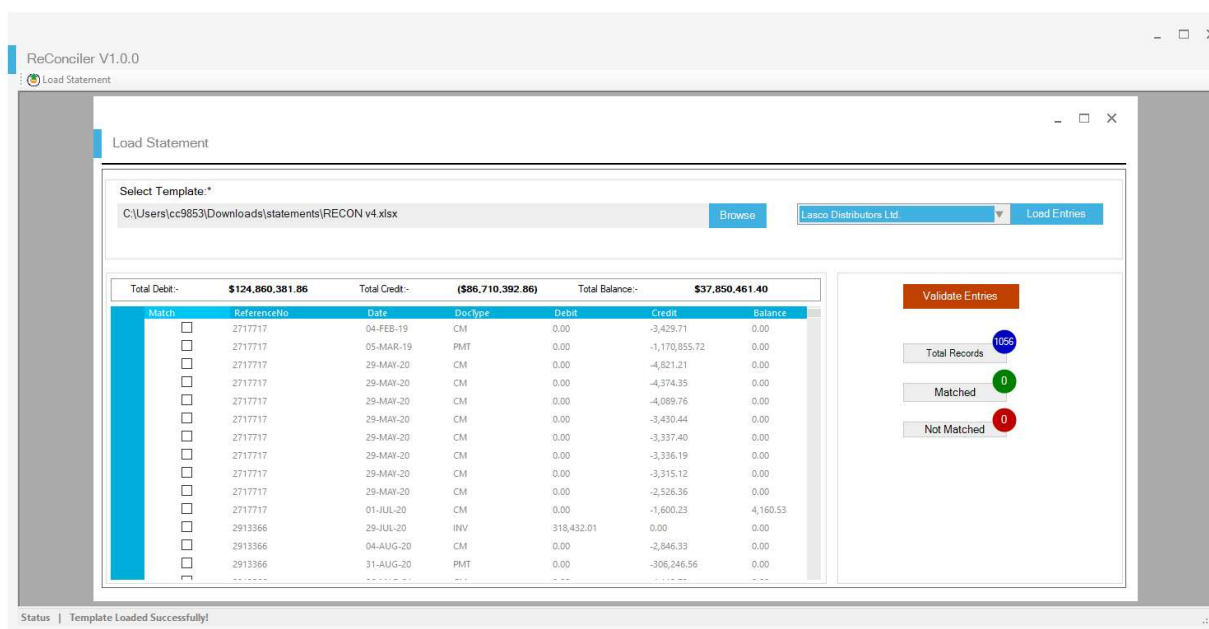 ReConciler V1.0.0
Load Statement
Load Statement
Select Template:*
C:\Users\cc9853\Downloads\statements\RECON v4.xlsx Browse Lasco Distributors Ltd. Load Entries
Total Debit:- $124,860,381.86 Total Credit:- ($86,710,392.86) Total Balance:- $37,850,461.40
Validate Entries
Match ReferenceNo Date DocType Debit Credit Balance
2717717 04-FEB-19 CM 0.00 -3,429.71 0.00
2717717 05-MAR-19 PMT 0.00 -1,170,855.72 0.00
1056
Total Records
2717717 29-MAY-20 CM 0.00 -4,821.21 0.00
2717717 29-MAY-20 CM 0.00 -4,374.35 0.00
0
Matched
2717717 29-MAY-20 CM 0.00 -4,089.76 0.00
2717717 29-MAY-20 CM 0.00 -3,430.44 0.00
0
Not Matched
2717717 29-MAY-20 CM 0.00 -3,337.40 0.00
2717717 29-MAY-20 CM 0.00 -3,336.19 0.00
2717717 29-MAY-20 CM 0.00 -3,315.12 0.00
2717717 29-MAY-20 CM 0.00 -2,526.36 0.00
2717717 01-JUL-20 CM 0.00 -1,600.23 4,160.53
2913366 29-JUL-20 INV 318,432.01 0.00 0.00
2913366 04-AUG-20 CM 0.00 -2,846.33 0.00
2913366 31-AUG-20 PMT 0.00 -306,246.56 0.00
Status | Template Loaded Successfully!